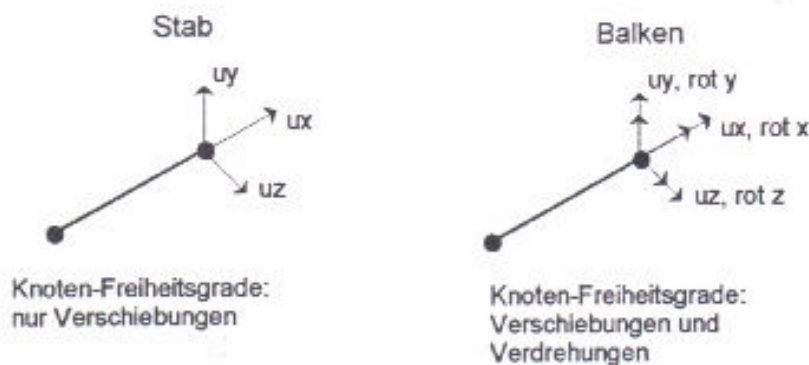 Stab
uy
ux
uz
Knoten-Freiheitsgrade:
nur Verschiebungen
Balken
uy, rot y
ux, rot x
uz, rot z
Knoten-Freiheitsgrade:
Verschiebungen und
Verdrehungen